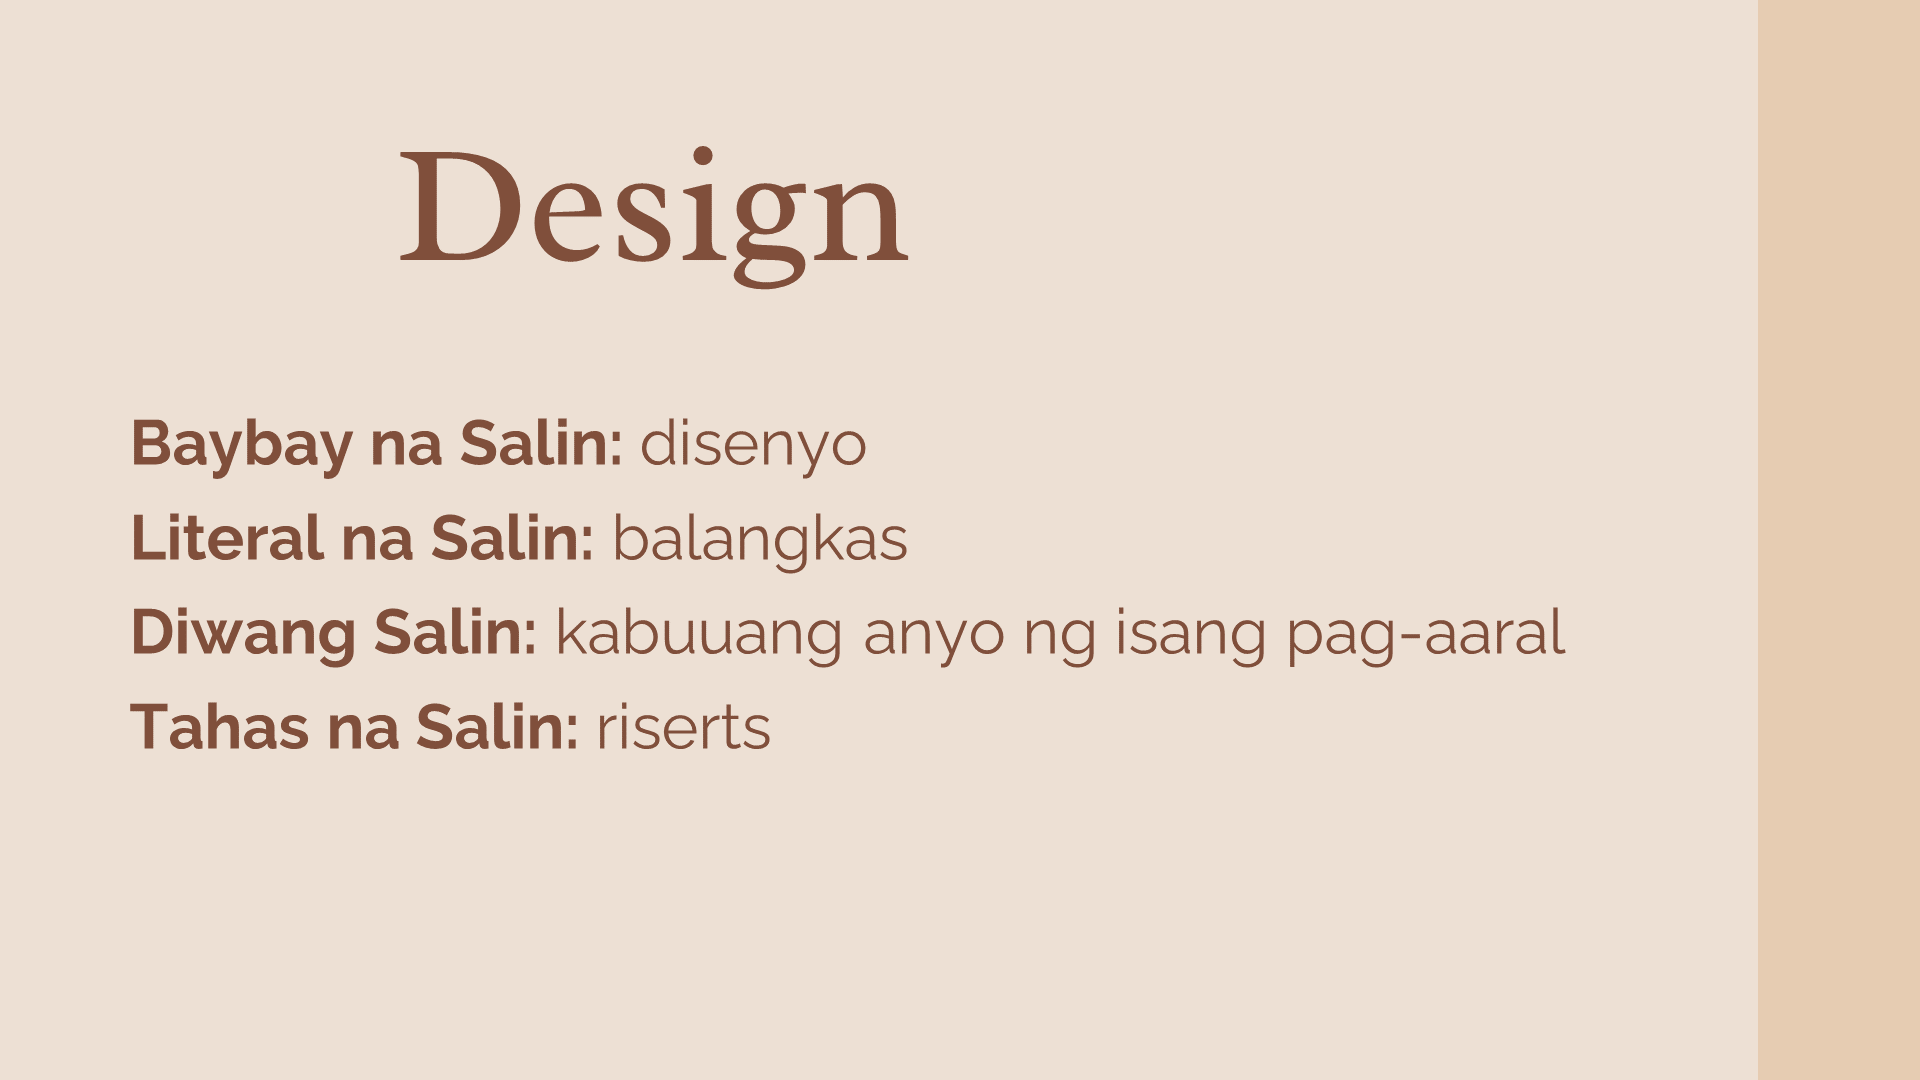 Design
Baybay na Salin: disenyo
Literal na Salin: balangkas
Diwang Salin: kabuuang anyo ng isang pag-aaral
Tahas na Salin: riserts